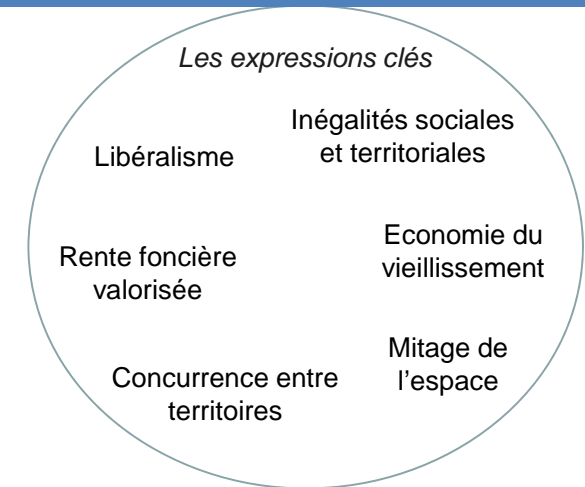 Les expressions clés
Inégalités sociales
et territoriales
Libéralisme
Economie du
vieillissement
Rente foncière
valorisée
Mitage de
l'espace
Concurrence entre
territoires